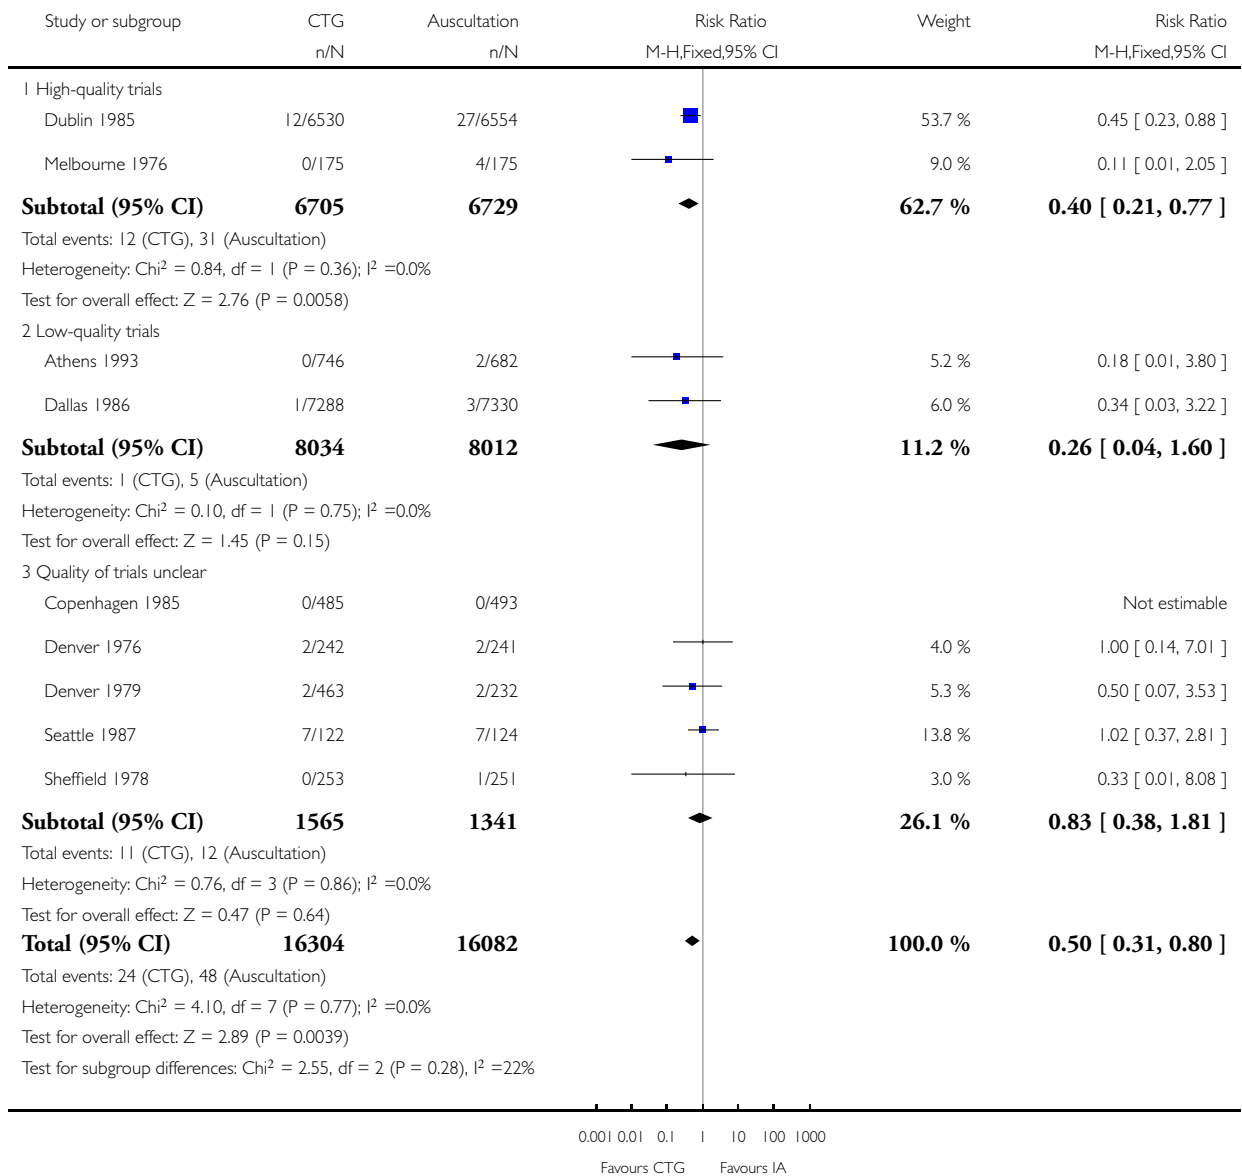 Study or subgroup CTG Auscultation Risk Ratio Weight Risk Ratio
n/N n/N M-H,Fixed,95% CI M-H,Fixed,95% CI
1 High-quality trials
Dublin 1985 12/6530 27/6554 53.7 % 0.45 [ 0.23, 0.88 ]
Melbourne 1976 0/175 4/175 9.0 % 0.11 [ 0.01, 2.05 ]
Subtotal (95% CI) 6705 6729 62.7 % 0.40 [ 0.21, 0.77 ]
Total events: 12 (CTG), 31 (Auscultation)
Heterogeneity: Chi² = 0.84, df = 1 (P = 0.36); I² =0.0%
Test for overall effect: Z = 2.76 (P = 0.0058)
2 Low-quality trials
Athens 1993 0/746 2/682 5.2 % 0.18 [ 0.01, 3.80 ]
Dallas 1986 1/7288 3/7330 6.0 % 0.34 [ 0.03, 3.22 ]
Subtotal (95% CI) 8034 8012 11.2 % 0.26 [ 0.04, 1.60 ]
Total events: 1 (CTG), 5 (Auscultation)
Heterogeneity: Chi² = 0.10, df = 1 (P = 0.75); I² =0.0%
Test for overall effect: Z = 1.45 (P = 0.15)
3 Quality of trials unclear
Copenhagen 1985 0/485 0/493 Not estimable
Denver 1976 2/242 2/241 4.0 % 1.00 [ 0.14, 7.01 ]
Denver 1979 2/463 2/232 5.3 % 0.50 [ 0.07, 3.53 ]
Seattle 1987 7/122 7/124 13.8 % 1.02 [ 0.37, 2.81 ]
Sheffield 1978 0/253 1/251 3.0 % 0.33 [ 0.01, 8.08 ]
Subtotal (95% CI) 1565 1341 26.1 % 0.83 [ 0.38, 1.81 ]
Total events: 11 (CTG), 12 (Auscultation)
Heterogeneity: Chi² = 0.76, df = 3 (P = 0.86); I² =0.0%
Test for overall effect: Z = 0.47 (P = 0.64)
Total (95% CI) 16304 16082 100.0 % 0.50 [ 0.31, 0.80 ]
Total events: 24 (CTG), 48 (Auscultation)
Heterogeneity: Chi² = 4.10, df = 7 (P = 0.77); I² =0.0%
Test for overall effect: Z = 2.89 (P = 0.0039)
Test for subgroup differences: Chi² = 2.55, df = 2 (P = 0.28), I² =22%
0.001 0.01 0.1 1 10 100 1000
Favours CTG Favours IA